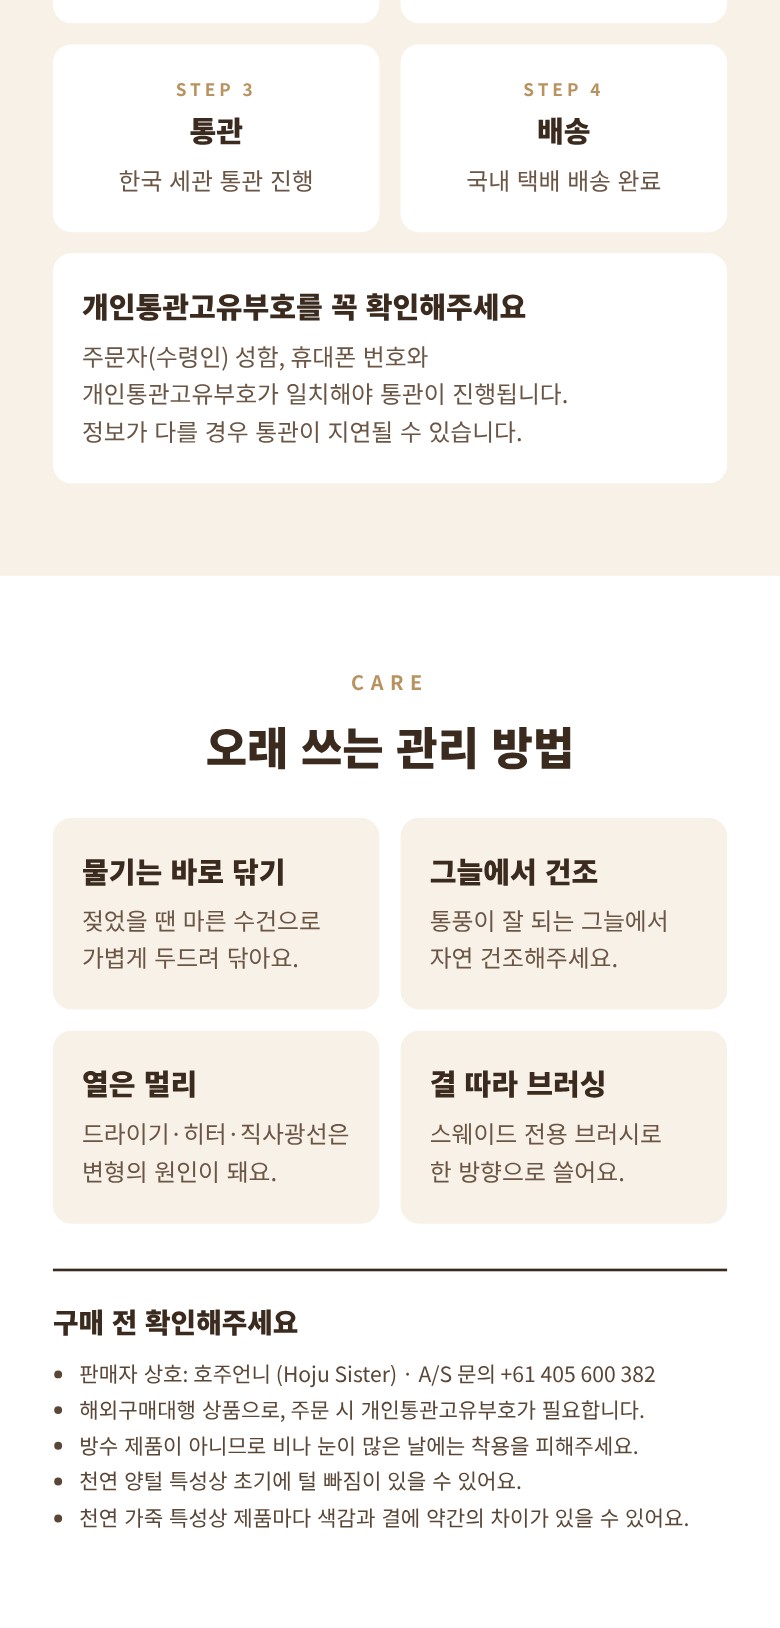 STEP 3
통관
한국 세관 통관 진행
STEP 4
배송
국내 택배 배송 완료
개인통관고유부호를 꼭 확인해주세요
주문자(수령인) 성함, 휴대폰 번호와
개인통관고유부호가 일치해야 통관이 진행됩니다.
정보가 다를 경우 통관이 지연될 수 있습니다.
CARE
오래 쓰는 관리 방법
물기는 바로 닦기
젖었을 땐 마른 수건으로
가볍게 두드려 닦아요.
그늘에서 건조
통풍이 잘 되는 그늘에서
자연 건조해주세요.
열은 멀리
드라이기·히터·직사광선은
변형의 원인이 돼요.
결 따라 브러싱
스웨이드 전용 브러시로
한 방향으로 쓸어요.
구매 전 확인해주세요
• 판매자 상호: 호주언니 (Hoju Sister) · A/S 문의 +61 405 600 382
• 해외구매대행 상품으로, 주문 시 개인통관고유부호가 필요합니다.
• 방수 제품이 아니므로 비나 눈이 많은 날에는 착용을 피해주세요.
• 천연 양털 특성상 초기에 털 빠짐이 있을 수 있어요.
• 천연 가죽 특성상 제품마다 색감과 결에 약간의 차이가 있을 수 있어요.